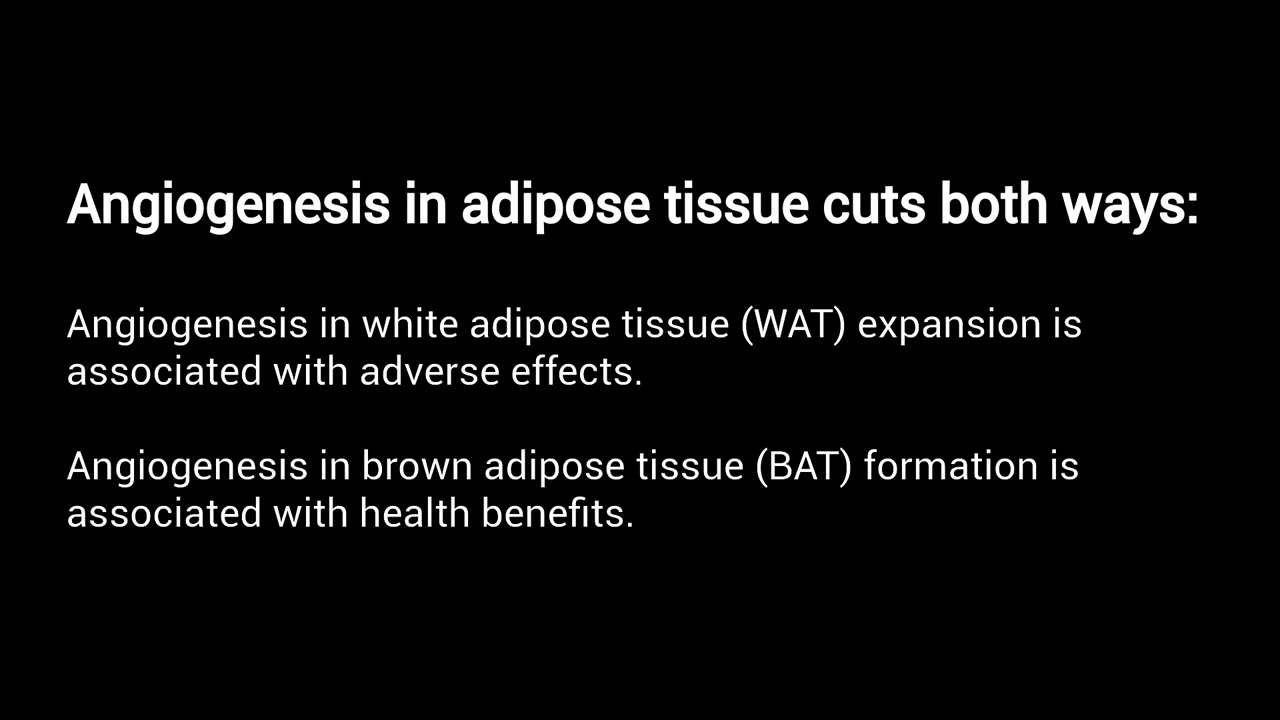 Angiogenesis in adipose tissue cuts both ways:
Angiogenesis in white adipose tissue (WAT) expansion is
associated with adverse effects.
Angiogenesis in brown adipose tissue (BAT) formation is
associated with health benefits.